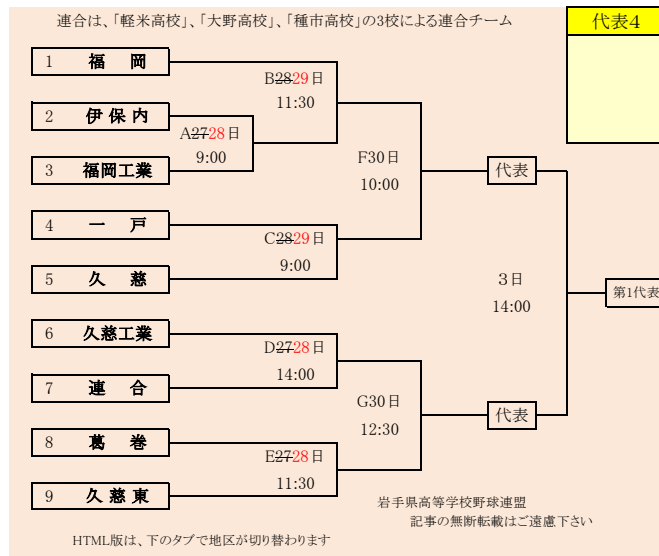 連合は、「軽米高校」、「大野高校」、「種市高校」の3校による連合チーム
代表4
1 福 岡
B2829日
11:30
2 伊保内
A2728日
9:00
3 福岡工業
F30日
10:00
代表
4 一 戸
C2829日
9:00
5 久 慈
3日
14:00
第1代表
6 久慈工業
D2728日
14:00
7 連 合
G30日
12:30
代表
8 葛 巻
E2728日
11:30
9 久慈東
岩手県高等学校野球連盟
記事の無断転載はご遠慮下さい
HTML版は、下のタブで地区が切り替わります